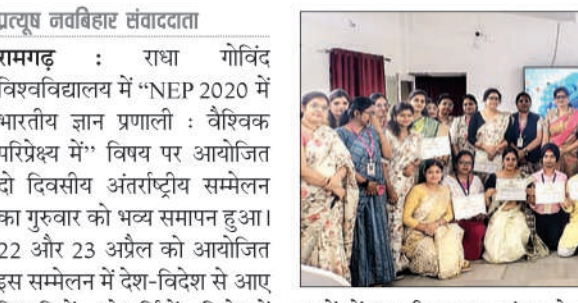 प्रत्यूष नवबिहार संवाददाता
रामगढ़ : राधा गोविंद
विश्वविद्यालय में “NEP 2020 में
भारतीय ज्ञान प्रणाली : वैश्विक
परिप्रेक्ष्य में’’ विषय पर आयोजित
दो दिवसीय अंतर्राष्ट्रीय सम्मेलन
का गुरुवार को भव्य समापन हुआ।
22 और 23 अप्रैल को आयोजित
इस सम्मेलन में देश-विदेश से आए